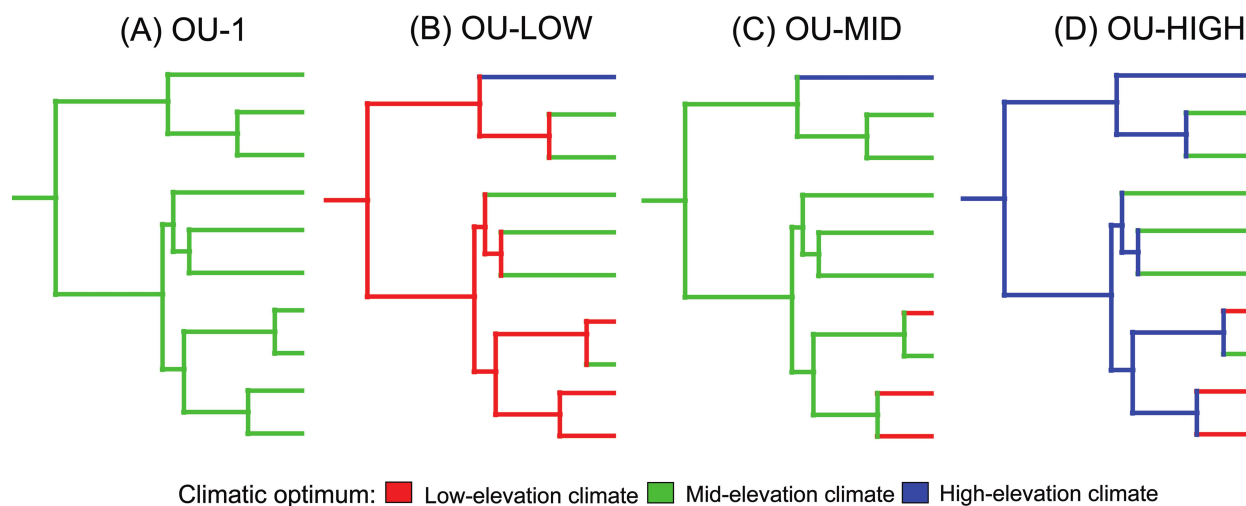 (A) OU-1 (B) OU-LOW (C) OU-MID (D) OU-HIGH
Climatic optimum: Low-elevation climate Mid-elevation climate High-elevation climate